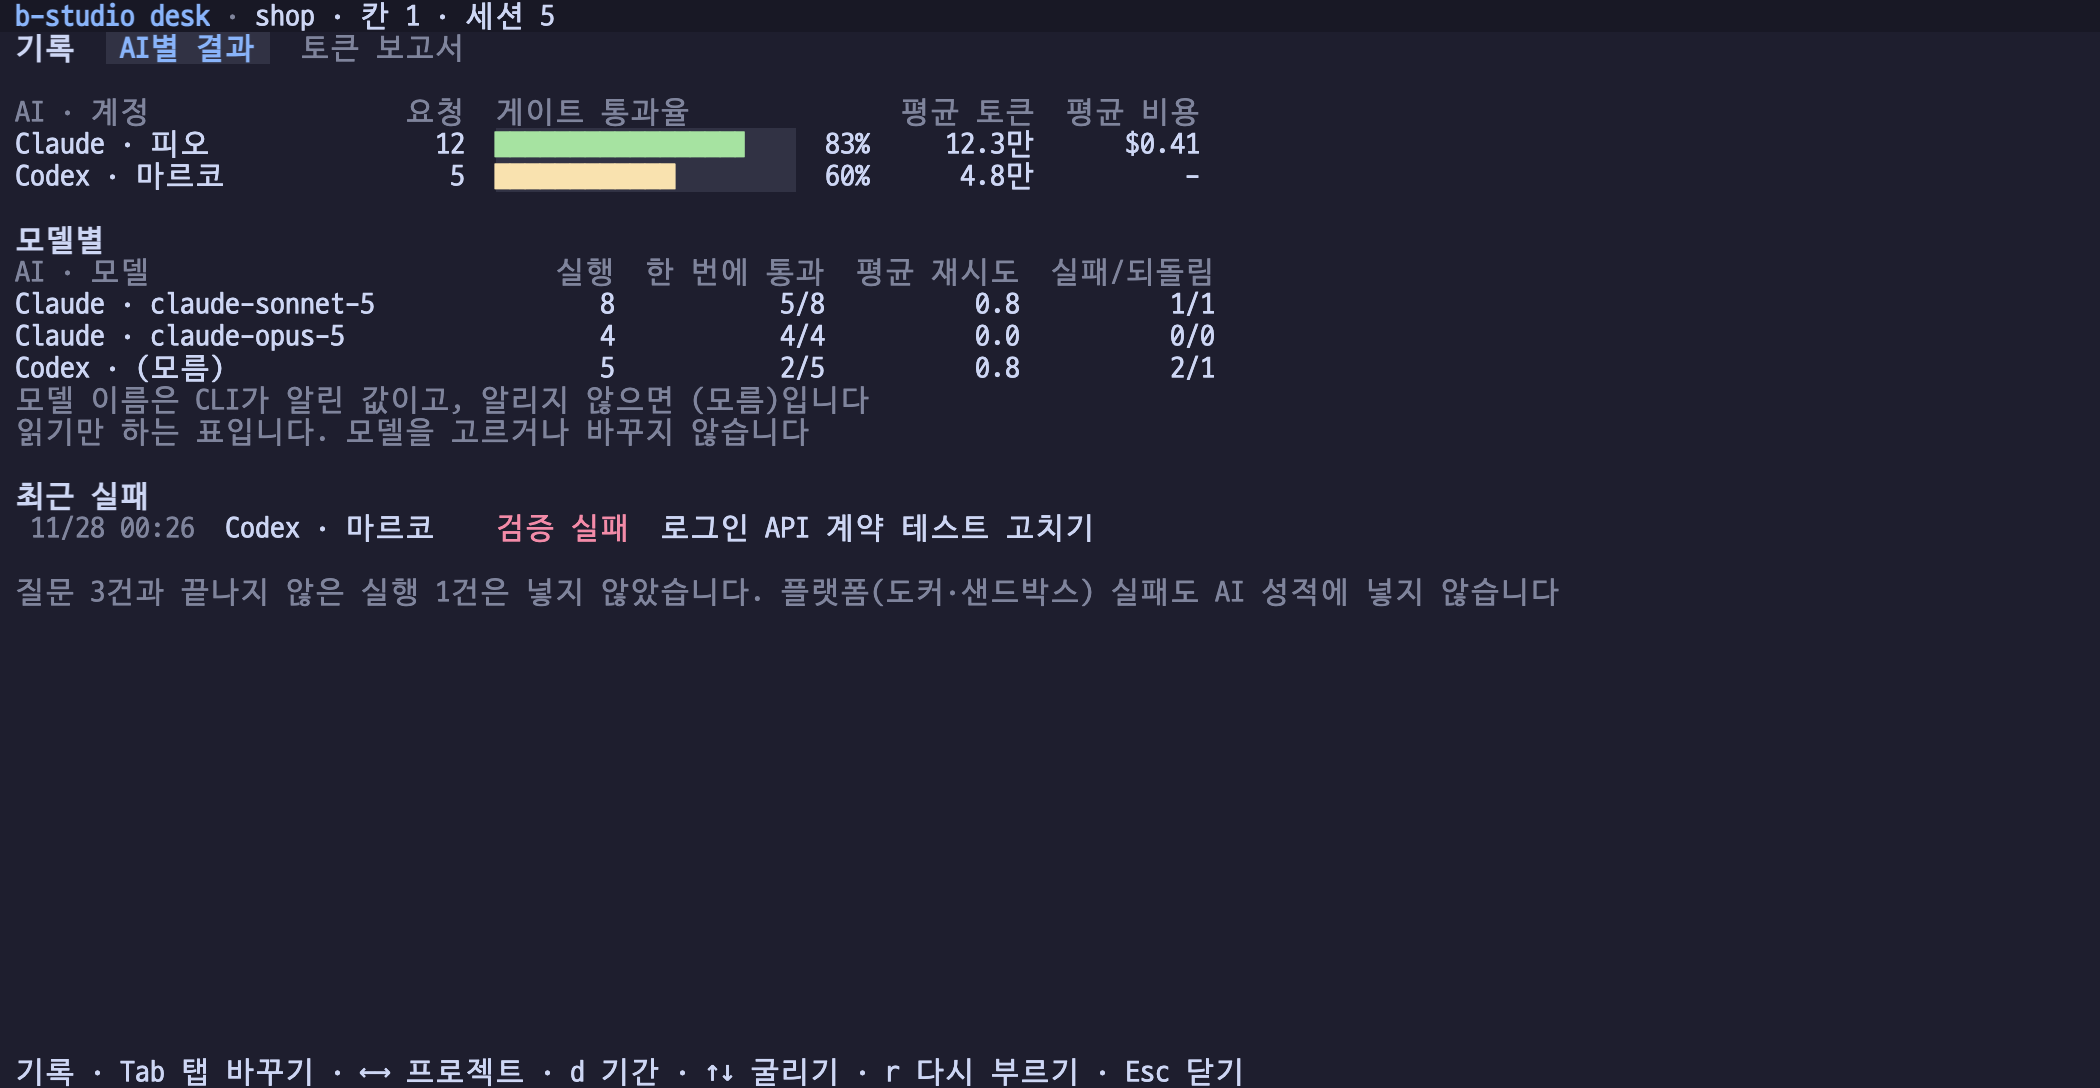 b-studio desk · shop · 칸 1 · 세션 5
기록 AI별 결과 토큰 보고서
AI · 계정 요청 게이트 통과율 평균 토큰 평균 비용
Claude · 피오 12 83% 12.3만 $0.41
Codex · 마르코 5 60% 4.8만 -
모델별
AI · 모델 실행 한 번에 통과 평균 재시도 실패/되돌림
Claude · claude-sonnet-5 8 5/8 0.8 1/1
Claude · claude-opus-5 4 4/4 0.0 0/0
Codex · (모름) 5 2/5 0.8 2/1
모델 이름은 CLI가 알린 값이고, 알리지 않으면 (모름)입니다
읽기만 하는 표입니다. 모델을 고르거나 바꾸지 않습니다
최근 실패
11/28 00:26 Codex · 마르코 검증 실패 로그인 API 계약 테스트 고치기
질문 3건과 끝나지 않은 실행 1건은 넣지 않았습니다. 플랫폼(도커·샌드박스) 실패도 AI 성적에 넣지 않습니다
기록 · Tab 탭 바꾸기 · ←→ 프로젝트 · d 기간 · ↑↓ 굴리기 · r 다시 부르기 · Esc 닫기